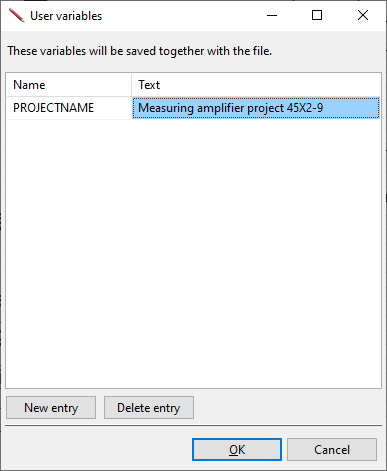 User variables
These variables will be saved together with the file.
Name Text
PROJECTNAME Measuring amplifier project 45X2-9
New entry Delete entry
OK Cancel